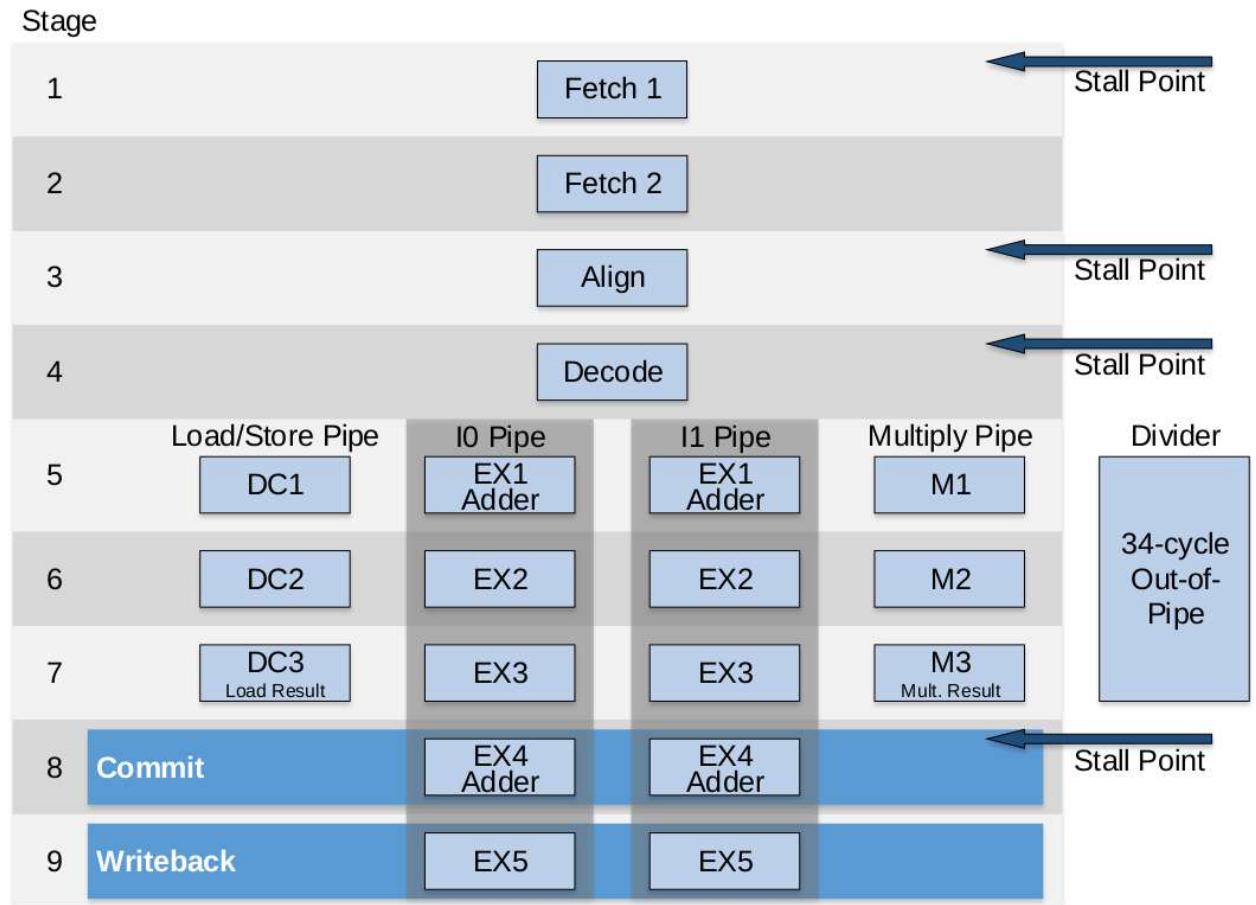 Stage
1
Fetch 1
Stall Point
2
Fetch 2
3
Align
Stall Point
4
Decode
Stall Point
Load/Store Pipe
I0 Pipe
I1 Pipe
Multiply Pipe
Divider
5
DC1
EX1
Adder
EX1
Adder
M1
34-cycle
Out-of-
Pipe
6
DC2
EX2
EX2
M2
7
DC3
Load Result
EX3
EX3
M3
Mult. Result
8
Commit
EX4
Adder
EX4
Adder
Stall Point
9
Writeback
EX5
EX5